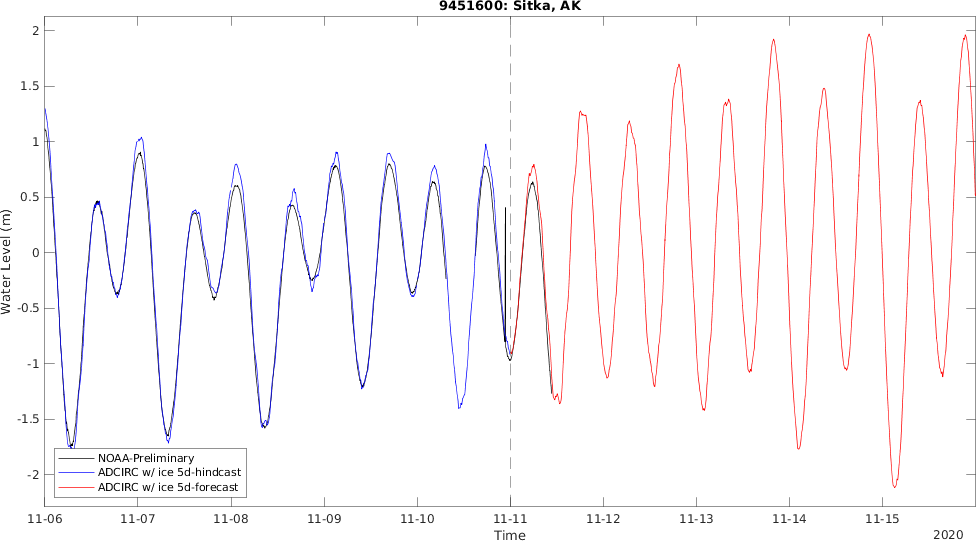 9451600: Sitka, AK
2
1.5
1
0.5
0
-0.5
-1
-1.5
-2
Water Level (m)
NOAA-Preliminary
ADCIRC w/ ice 5d-hindcast
ADCIRC w/ ice 5d-forecast
11-06 11-07 11-08 11-09 11-10 11-11 11-12 11-13 11-14 11-15
Time
2020